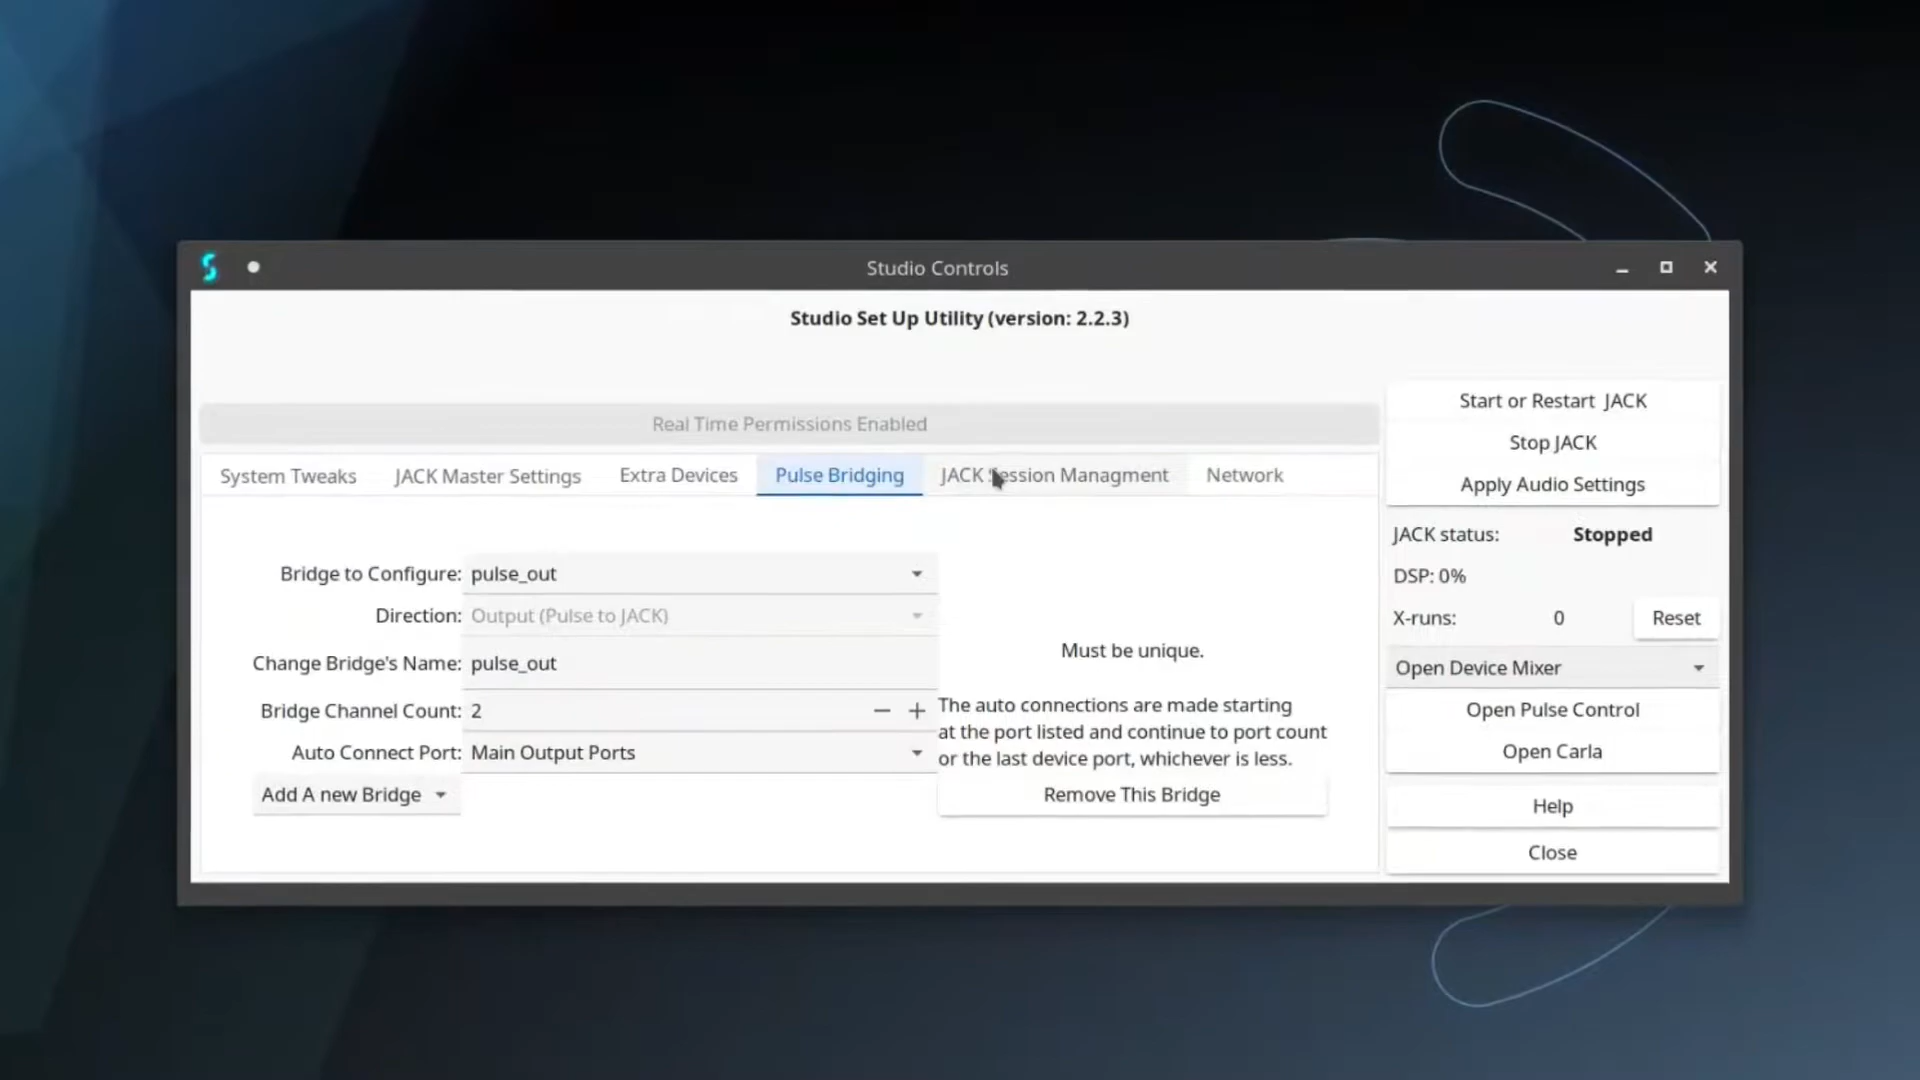 Studio Controls
Studio Set Up Utility (version: 2.2.3)
Real Time Permissions Enabled
System Tweaks
JACK Master Settings
Extra Devices
Pulse Bridging
JACK Session Managment
Network
Bridge to Configure: pulse_out
Direction: Output (Pulse to JACK)
Change Bridge's Name: pulse_out
Must be unique.
Bridge Channel Count: 2
Auto Connect Port: Main Output Ports
The auto connections are made starting
at the port listed and continue to port count
or the last device port, whichever is less.
Add A new Bridge
Remove This Bridge
Start or Restart JACK
Stop JACK
Apply Audio Settings
JACK status: Stopped
DSP: 0%
X-runs: 0 Reset
Open Device Mixer
Open Pulse Control
Open Carla
Help
Close